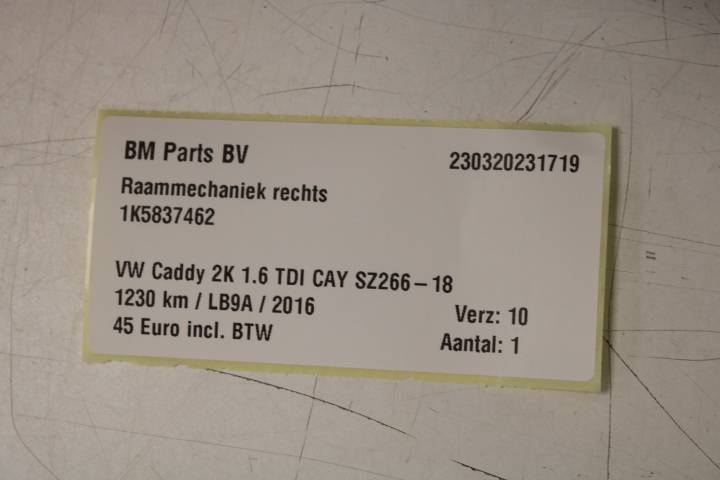 BM Parts BV 230320231719
Raammechaniek rechts
1K5837462
VW Caddy 2K 1.6 TDI CAY SZ266-18
1230 km / LB9A / 2016 Verz: 10
45 Euro incl. BTW Aantal: 1